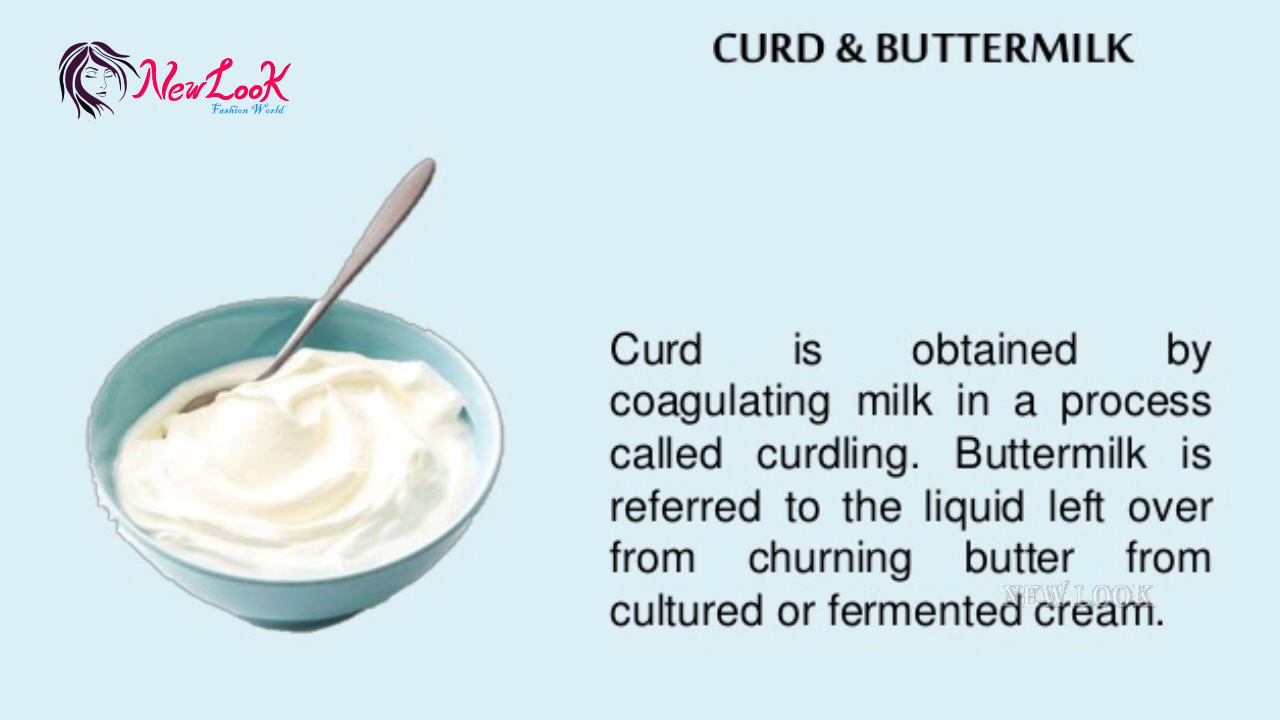 CURD & BUTTERMILK
NewLooK
Fashion World
Curd is obtained by
coagulating milk in a process
called curdling. Buttermilk is
referred to the liquid left over
from churning butter from
NEW LOOK
cultured or fermented cream.